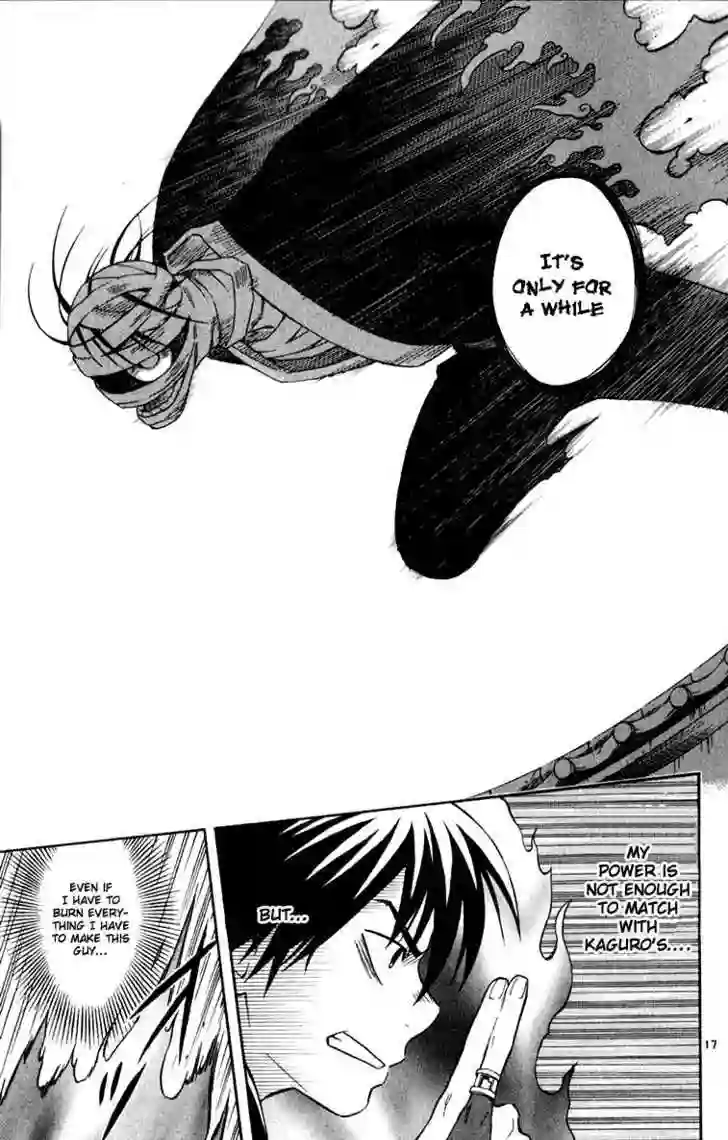 IT'S
ONLY FOR
A WHILE
MY
POWER IS
NOT ENOUGH
TO MATCH
WITH
KAGURO'S....
BUT...
EVEN IF
I HAVE TO
BURN EVERY-
THING I HAVE
TO MAKE THIS
GUY...
17